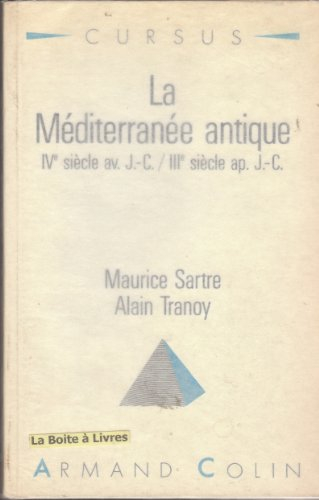 CURSUS
La
Méditerranée antique
IVe siècle av. J.-C. / IIIe siècle ap. J.-C.
Maurice Sartre
Alain Tranoy
La Boite à Livres
ARMAND COLIN